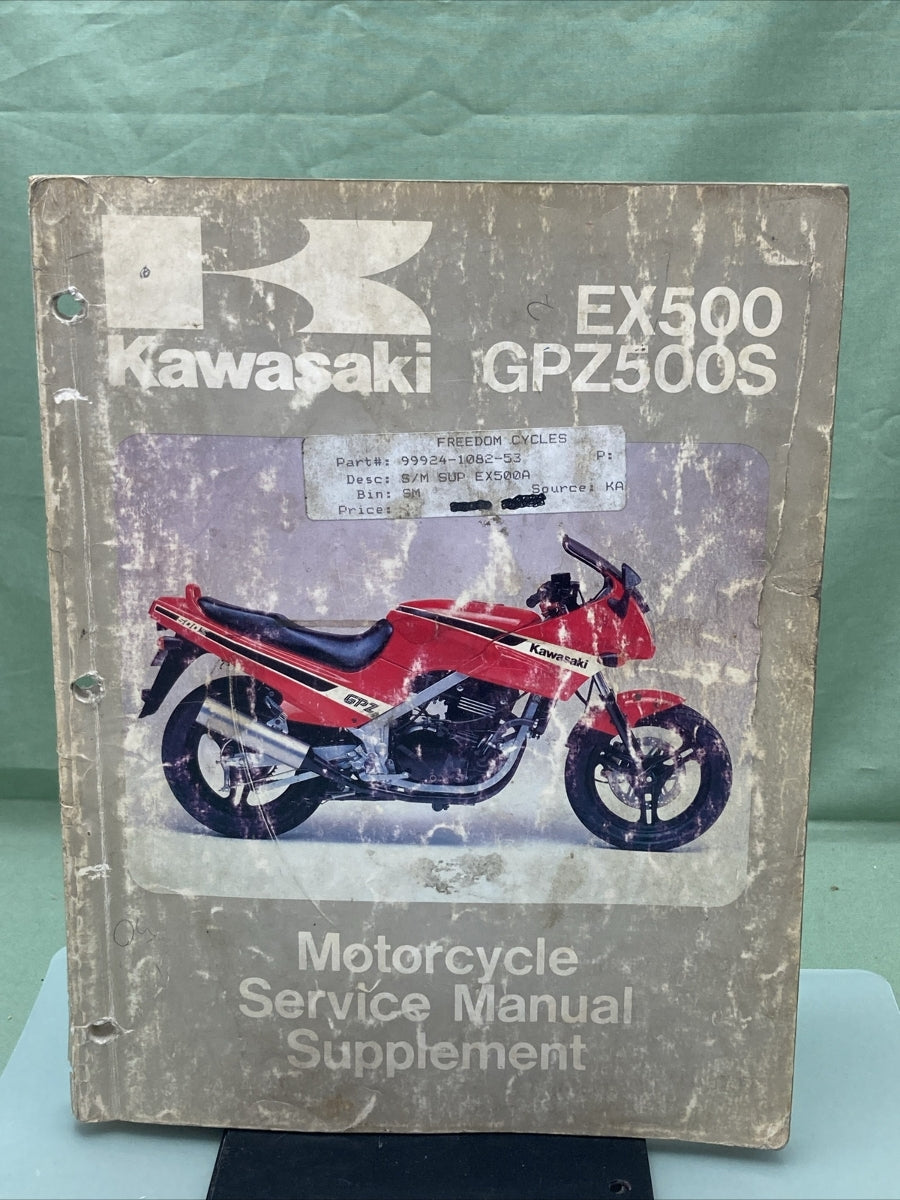 EX500
GPZ500S
Kawasaki
FREEDOM CYCLES
Part#: 99924-1082-53 P:
Desc: S/M SUP EX500A
Bin: SM Source: KA
Price:
500
Kawasaki
GPZ
Motorcycle
Service Manual
Supplement